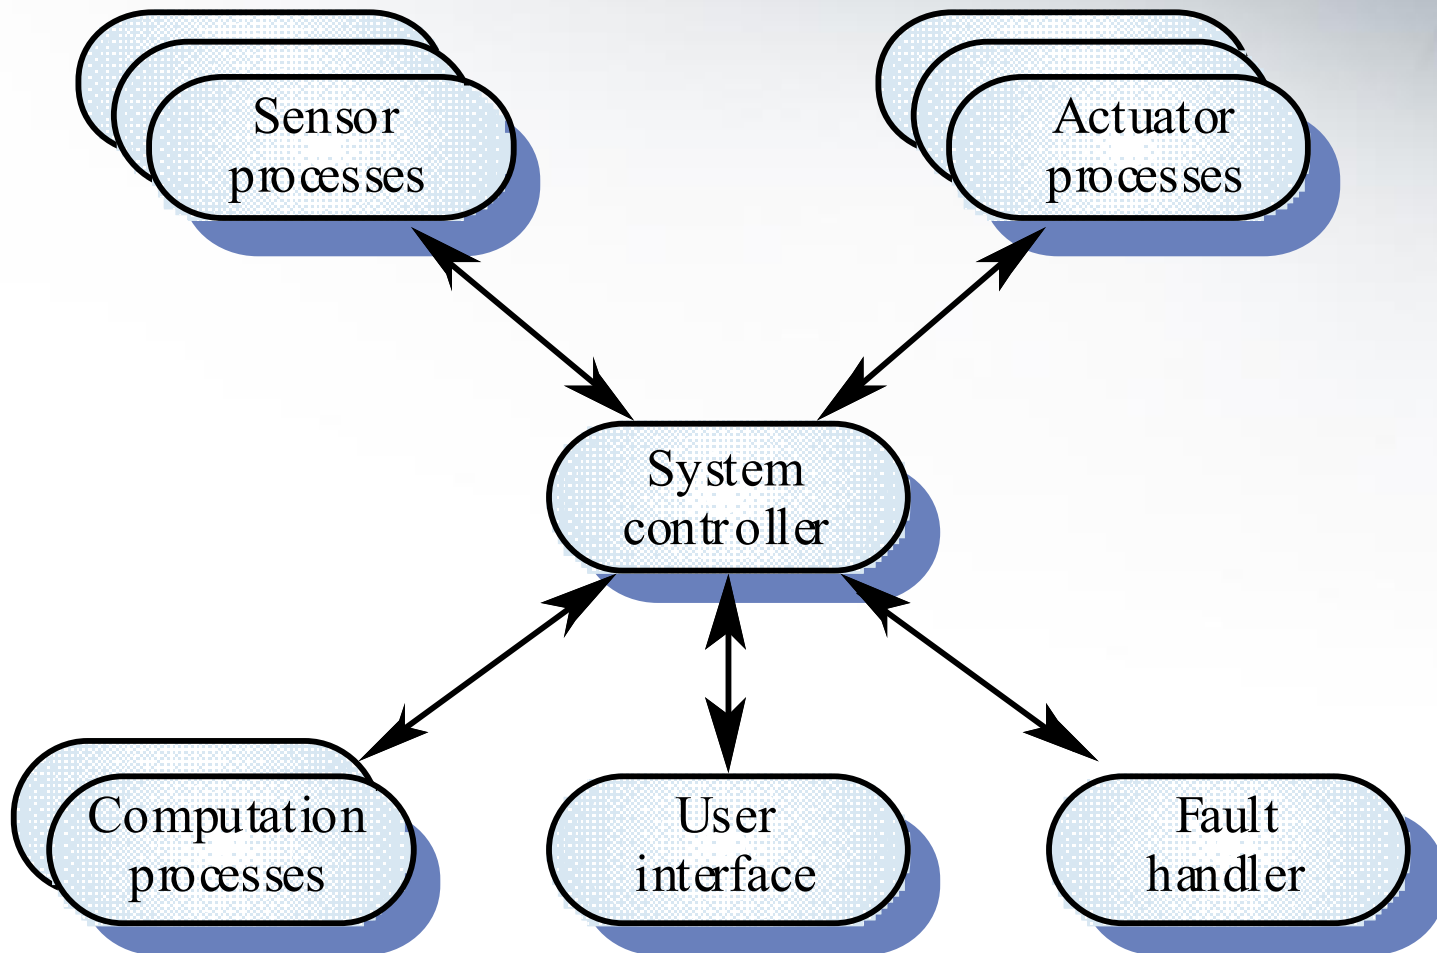 Sensor
processes
Actuator
processes
System
controller
Computation
processes
User
interface
Fault
handler